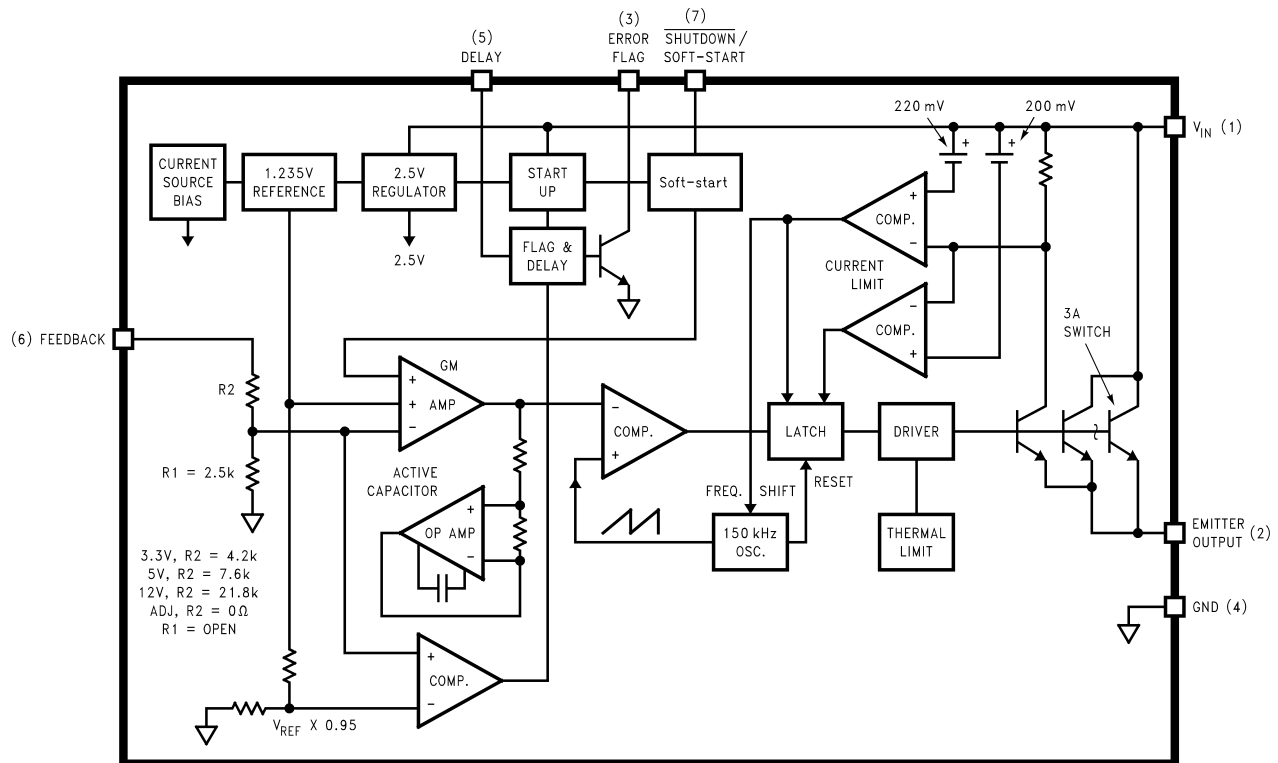 (5)
DELAY
(3)
ERROR
FLAG
(7)
SHUTDOWN/
SOFT-START
220 mV
200 mV
V_IN (1)
CURRENT
SOURCE
BIAS
1.235V
REFERENCE
2.5V
REGULATOR
START
UP
Soft-start
2.5V
FLAG &
DELAY
+
COMP.
−
CURRENT
LIMIT
−
COMP.
+
+
+
3A
SWITCH
(6) FEEDBACK
R2
R1 = 2.5k
GM
+
+
AMP
−
−
COMP.
+
LATCH
DRIVER
ACTIVE
CAPACITOR
+
OP AMP
−
FREQ. SHIFT
RESET
150 kHz
OSC.
THERMAL
LIMIT
EMITTER
OUTPUT (2)
GND (4)
3.3V, R2 = 4.2k
5V, R2 = 7.6k
12V, R2 = 21.8k
ADJ, R2 = 0Ω
R1 = OPEN
+
COMP.
−
V_REF X 0.95